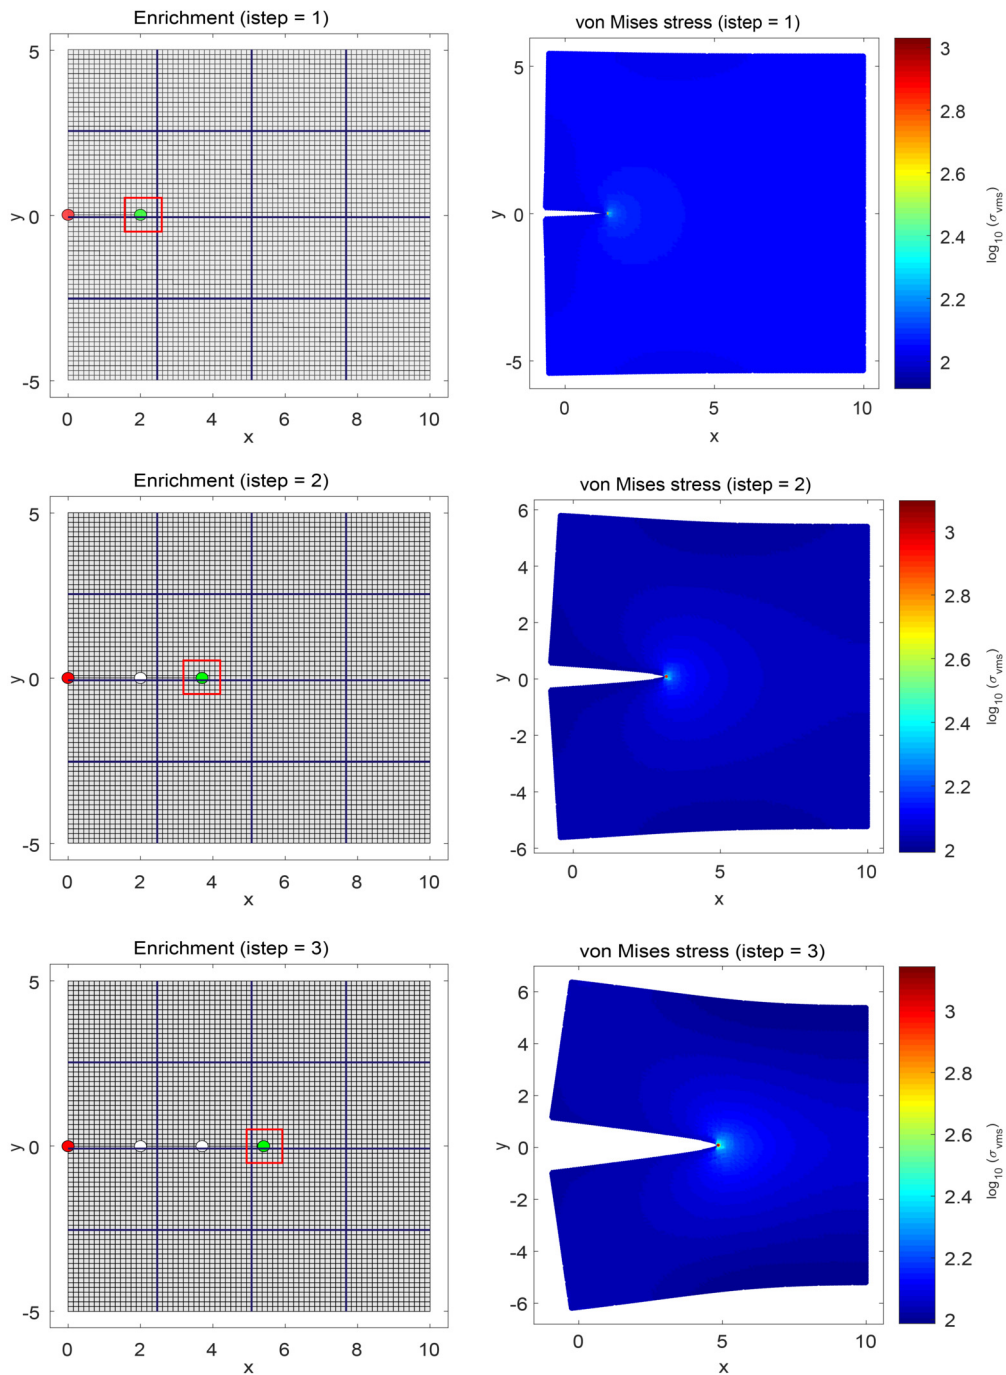 Enrichment (istep = 1)
5
0
-5
y
0 2 4 6 8 10
x
von Mises stress (istep = 1)
5
0
-5
y
0 5 10
x
3
2.8
2.6
2.4
2.2
2
log10 (σvms)
Enrichment (istep = 2)
5
0
-5
y
0 2 4 6 8 10
x
von Mises stress (istep = 2)
6
4
2
0
-2
-4
-6
y
0 5 10
x
3
2.8
2.6
2.4
2.2
2
log10 (σvms)
Enrichment (istep = 3)
5
0
-5
y
0 2 4 6 8 10
x
von Mises stress (istep = 3)
6
4
2
0
-2
-4
-6
y
0 5 10
x
3
2.8
2.6
2.4
2.2
2
log10 (σvms)